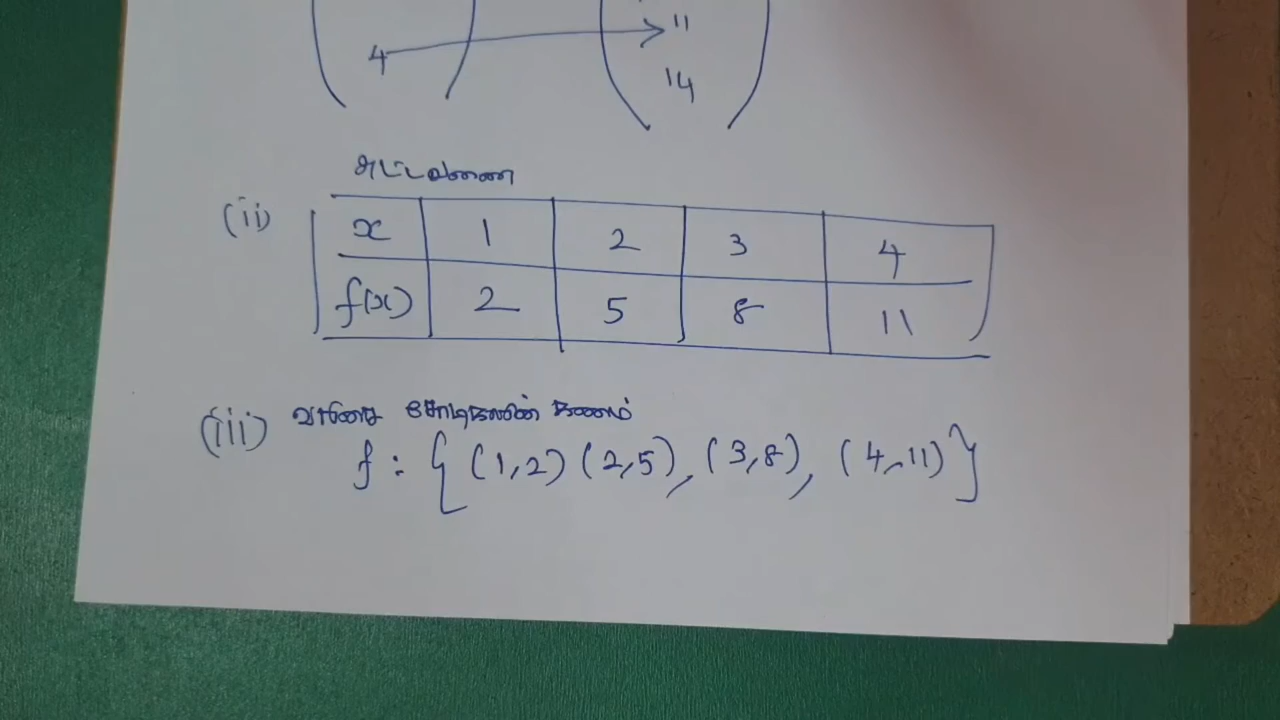 4 11
14
அட்டவணை
(ii) x 1 2 3 4
f(x) 2 5 8 11
(iii) வரிசை சோடிகளின் கணம்
f : { (1,2) (2,5), (3,8), (4,11) }